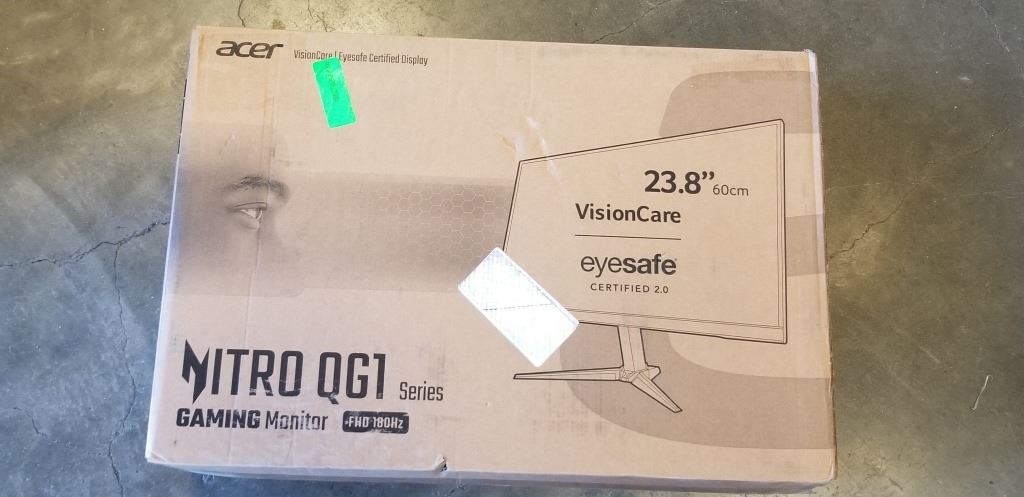 acer VisionCare | Eyesafe Certified Display
23.8” 60cm
VisionCare
eyesafe
CERTIFIED 2.0
NITRO QG1 Series
GAMING Monitor FHD 180Hz